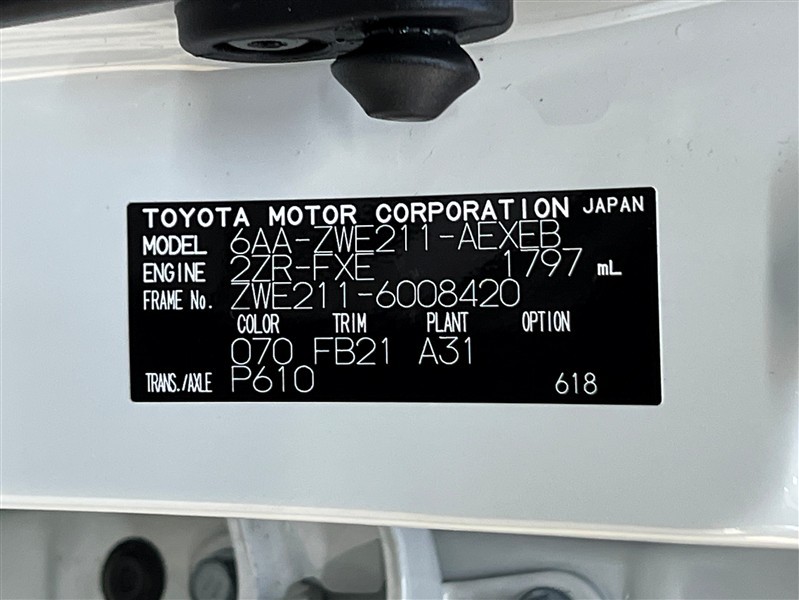 TOYOTA MOTOR CORPORATION JAPAN
MODEL 6AA-ZWE211-AEXEB
ENGINE 2ZR-FXE 1797 mL
FRAME No. ZWE211-6008420
COLOR TRIM PLANT OPTION
070 FB21 A31
TRANS./AXLE P610 618